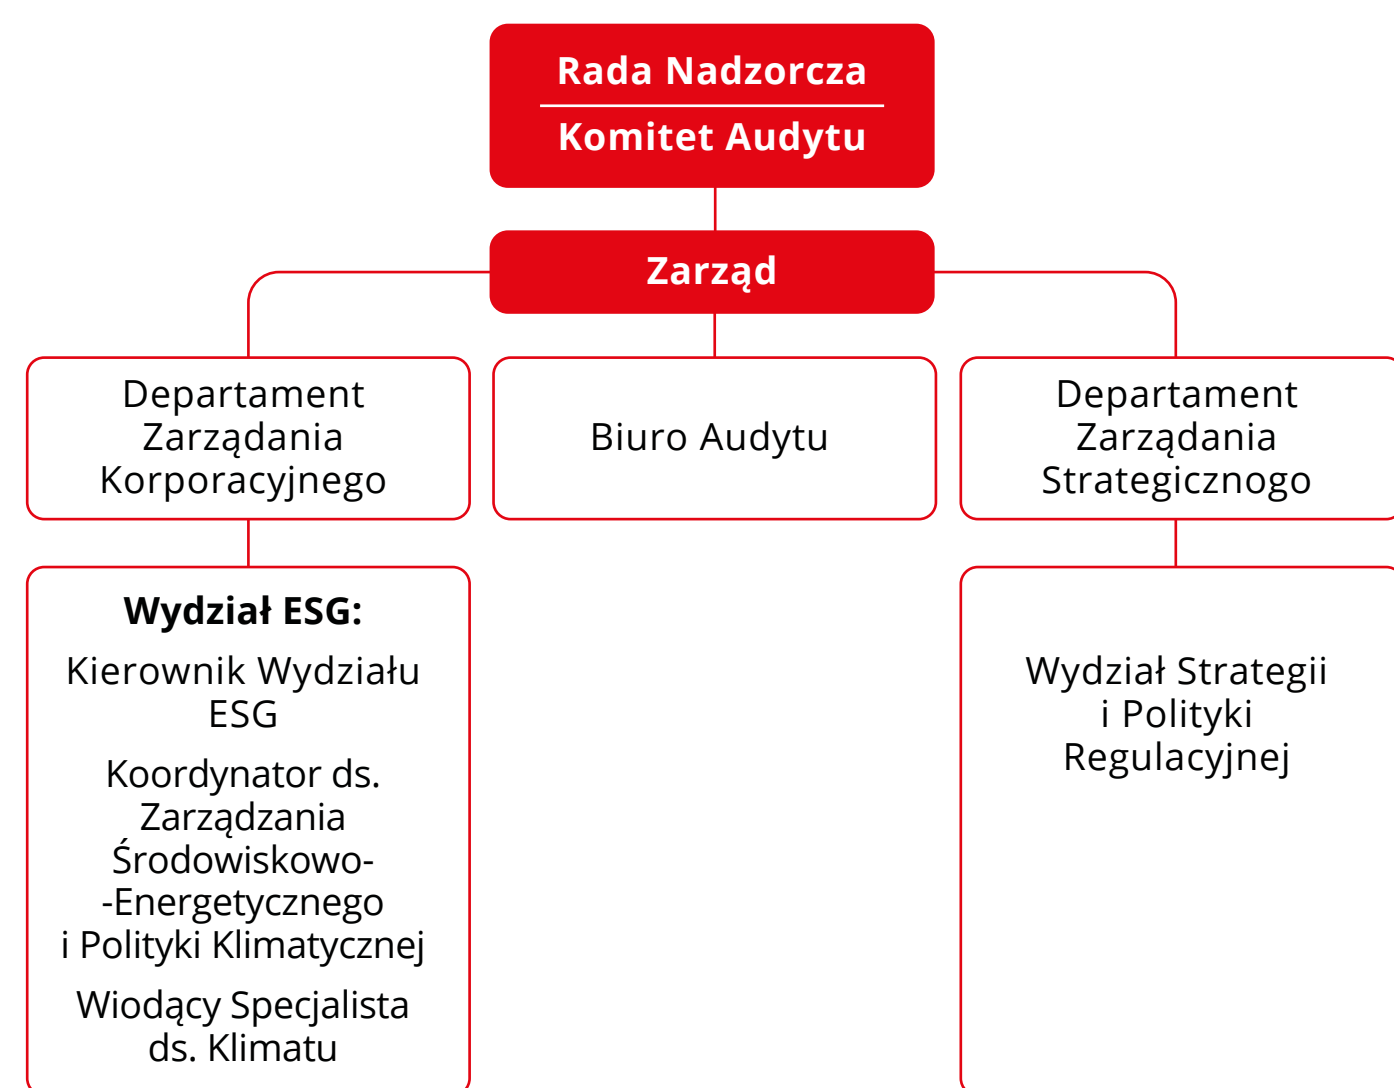 Rada Nadzorcza
Komitet Audytu
Zarząd
Departament
Zarządania
Korporacyjnego
Biuro Audytu
Departament
Zarządania
Strategicznogo
Wydział ESG:
Kierownik Wydziału
ESG
Koordynator ds.
Zarządzania
Środowiskowo-
-Energetycznego
i Polityki Klimatycznej
Wiodący Specjalista
ds. Klimatu
Wydział Strategii
i Polityki
Regulacyjnej